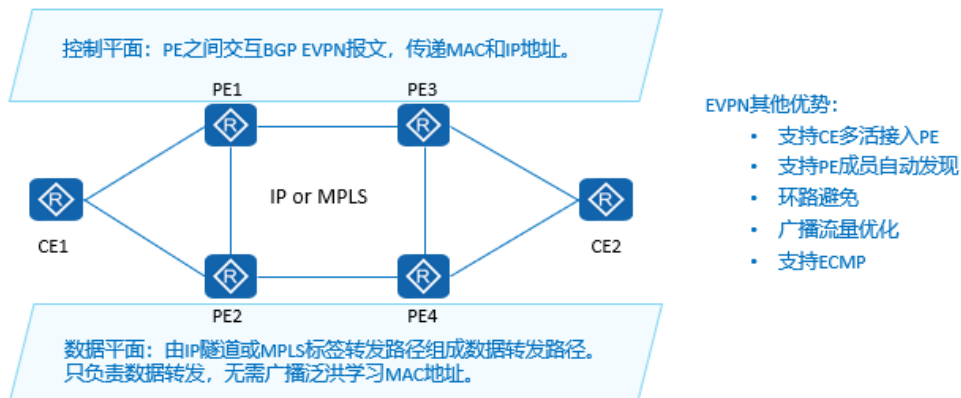 控制平面：PE之间交互BGP EVPN报文，传递MAC和IP地址。
PE1
PE3
R
R
IP or MPLS
R
R
CE1
CE2
R
R
PE2
PE4
数据平面：由IP隧道或MPLS标签转发路径组成数据转发路径。
只负责数据转发，无需广播泛洪学习MAC地址。
EVPN其他优势：
• 支持CE多活接入PE
• 支持PE成员自动发现
• 环路避免
• 广播流量优化
• 支持ECMP